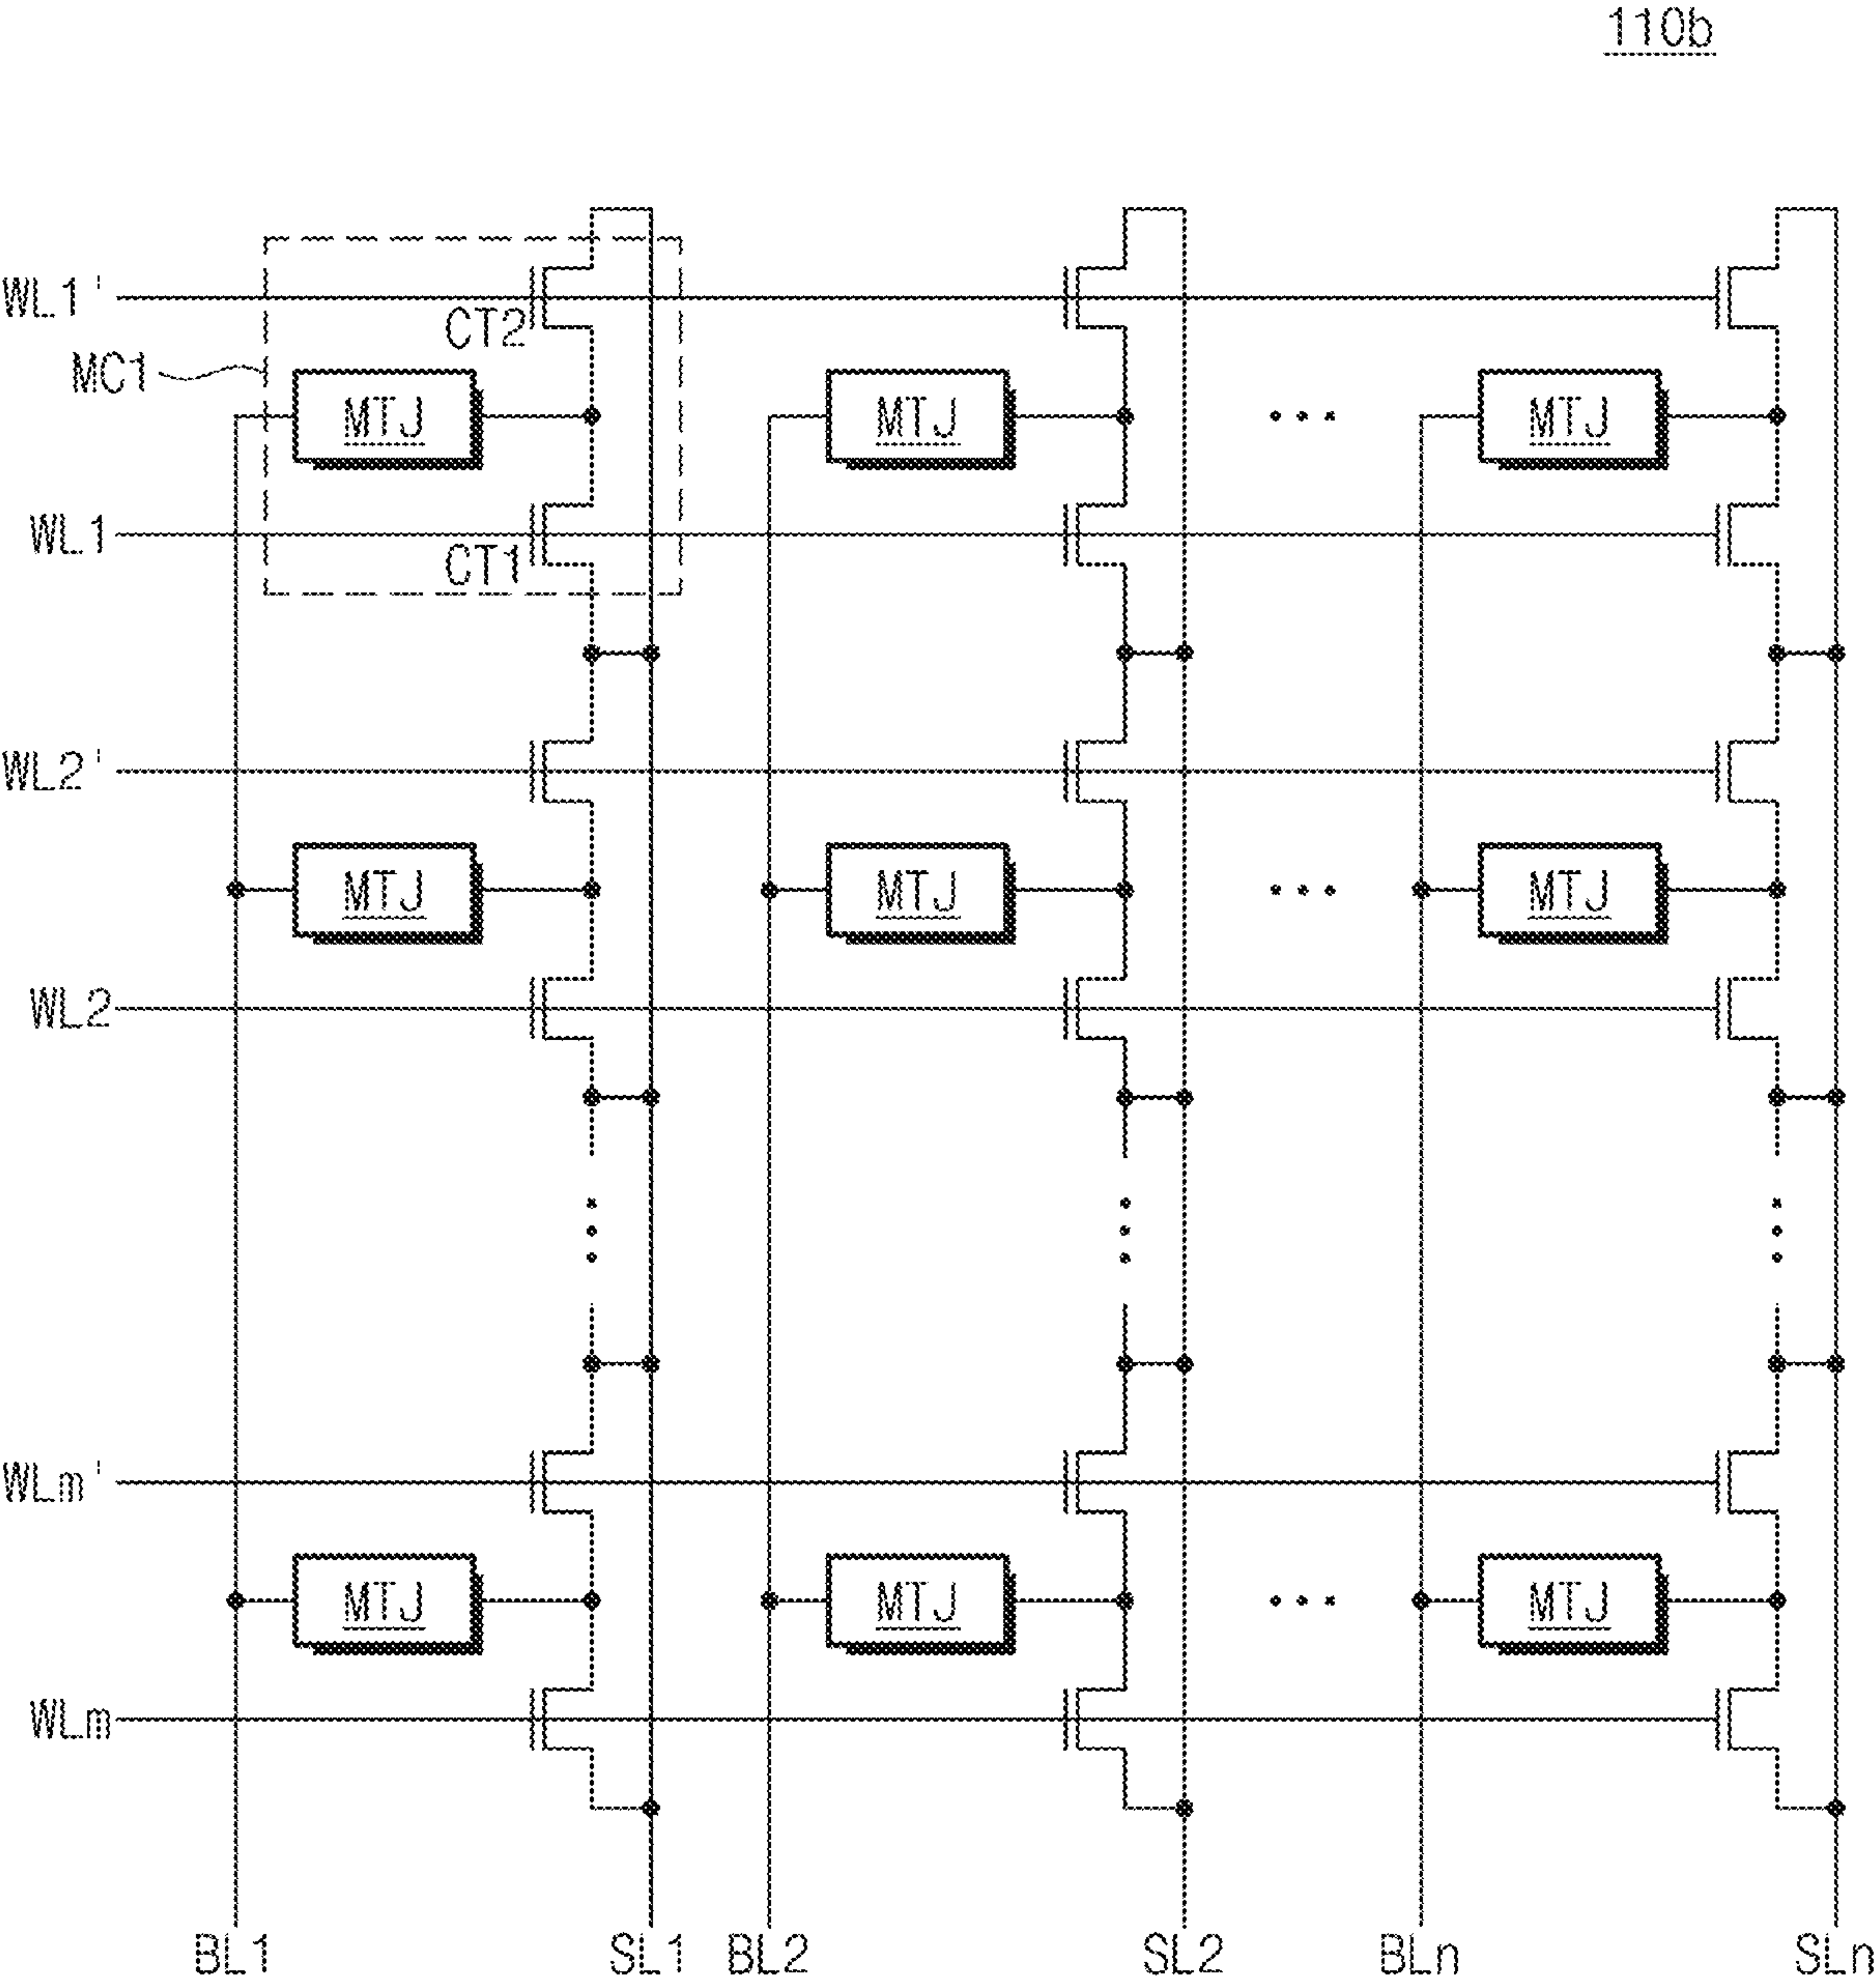 110b
WL1'
CT2
MC1
MTJ MTJ MTJ
WL1
CT1
WL2'
MTJ MTJ MTJ
WL2
WLm'
MTJ MTJ MTJ
WLm
BL1 SL1 BL2 SL2 BLn SLn